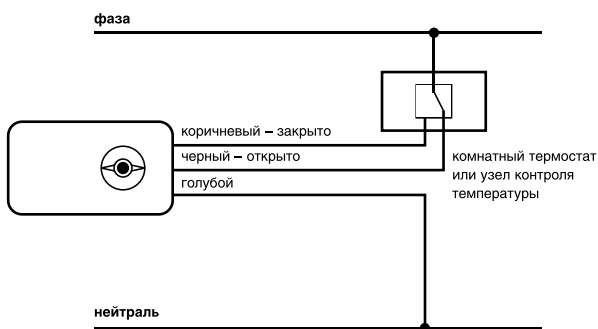 фаза
коричневый – закрыто
черный – открыто
голубой
комнатный термостат
или узел контроля
температуры
нейтраль